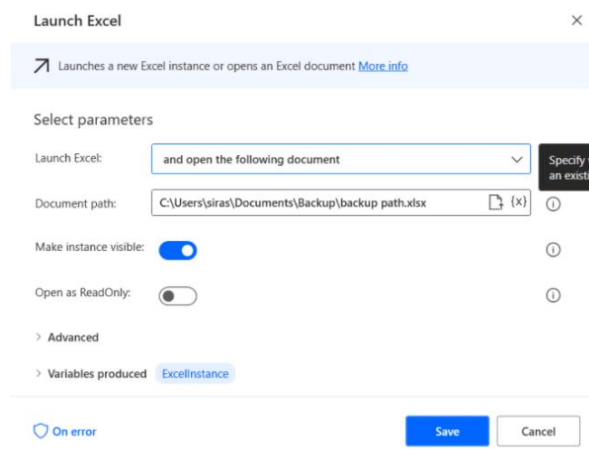 Launch Excel
Launches a new Excel instance or opens an Excel document More info
Select parameters
Launch Excel: and open the following document
Specify
an existi
Document path: C:\Users\siras\Documents\Backup\backup path.xlsx {x}
Make instance visible:
Open as ReadOnly:
Advanced
Variables produced ExcelInstance
On error Save Cancel